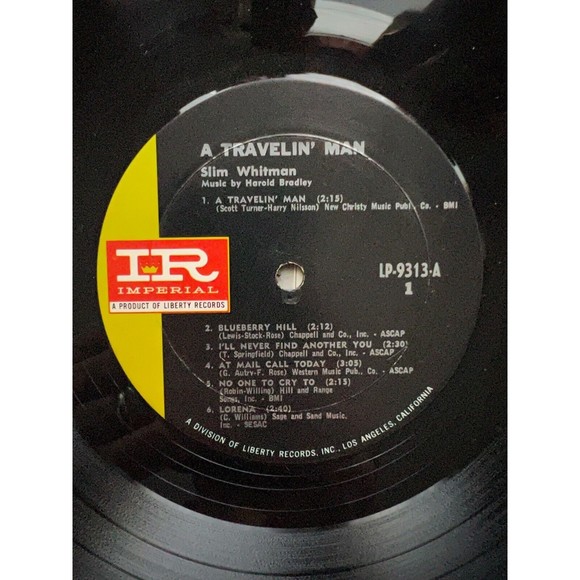 A TRAVELIN' MAN
Slim Whitman
Music by Harold Bradley
1. A TRAVELIN' MAN (2:15)
(Scott Turner-Harry Nilsson) New Christy Music Publ. Co. - BMI
IR
IMPERIAL
A PRODUCT OF LIBERTY RECORDS
LP-9313-A
1
2. BLUEBERRY HILL (2:12)
(Lewis-Stock-Rose) Chappell and Co., Inc. - ASCAP
3. I'LL NEVER FIND ANOTHER YOU (2:30)
(T. Springfield) Chappell and Co., Inc. - ASCAP
4. AT MAIL CALL TODAY (3:05)
(G. Autry-F. Rose) Western Music Pub., Co. - ASCAP
5. NO ONE TO CRY TO (2:15)
(Robin-Willing) Hill and Range
Songs, Inc. - BMI
6. LORENA (2:40)
(C. Williams) Sage and Sand Music,
Inc. - SESAC
A DIVISION OF LIBERTY RECORDS, INC., LOS ANGELES, CALIFORNIA